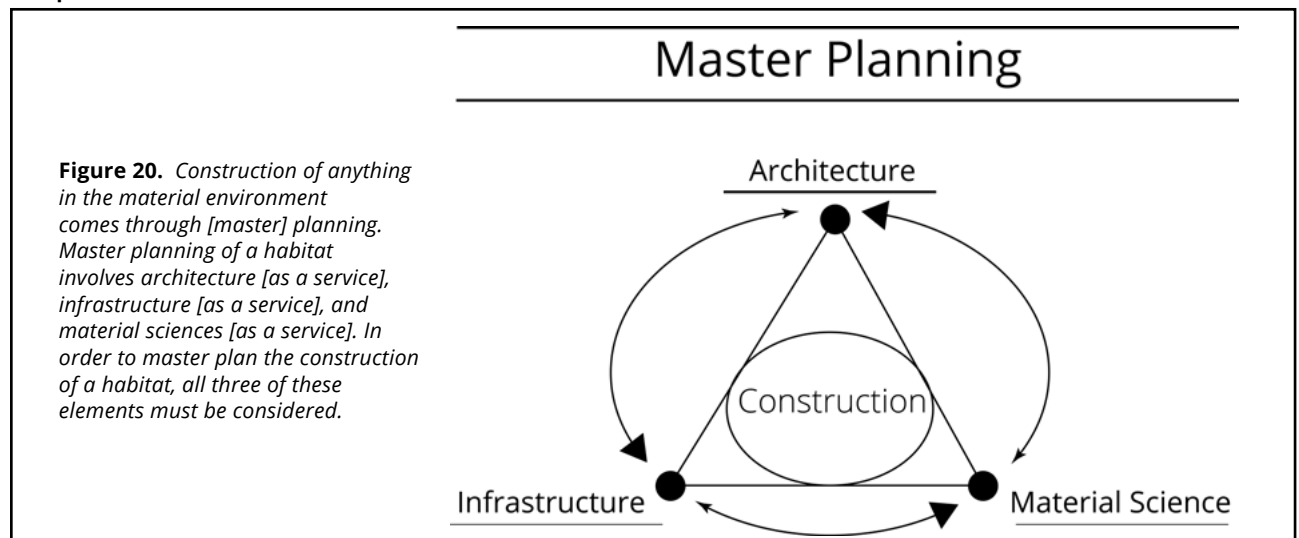 Master Planning
Figure 20. Construction of anything
in the material environment
comes through [master] planning.
Master planning of a habitat
involves architecture [as a service],
infrastructure [as a service], and
material sciences [as a service]. In
order to master plan the construction
of a habitat, all three of these
elements must be considered.
Architecture
Construction
Infrastructure
Material Science